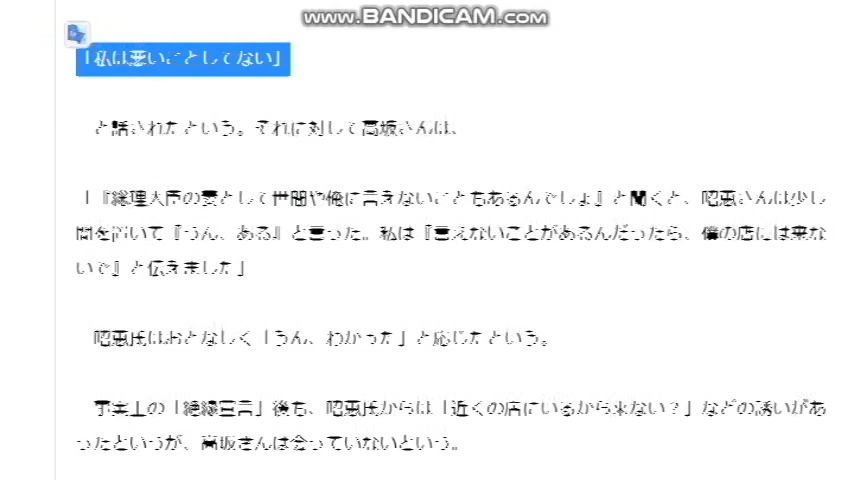 www.BANDICAM.com
「私は悪いことしてない」
と話されたという。それに対して高坂さんは、
「『総理大臣の妻として世間や俺に言えないこともあるんでしょ』と聞くと、昭恵さんは少し
間を置いて『うん、ある』と言った。私は『言えないことがあるんだったら、僕の店には来な
いで』と伝えました」
昭恵氏はおとなしく「うん、わかった」と応じたという。
事実上の「絶縁宣言」後も、昭恵氏からは「近くの店にいるから来ない？」などの誘いがあ
ったというが、高坂さんは会っていないという。